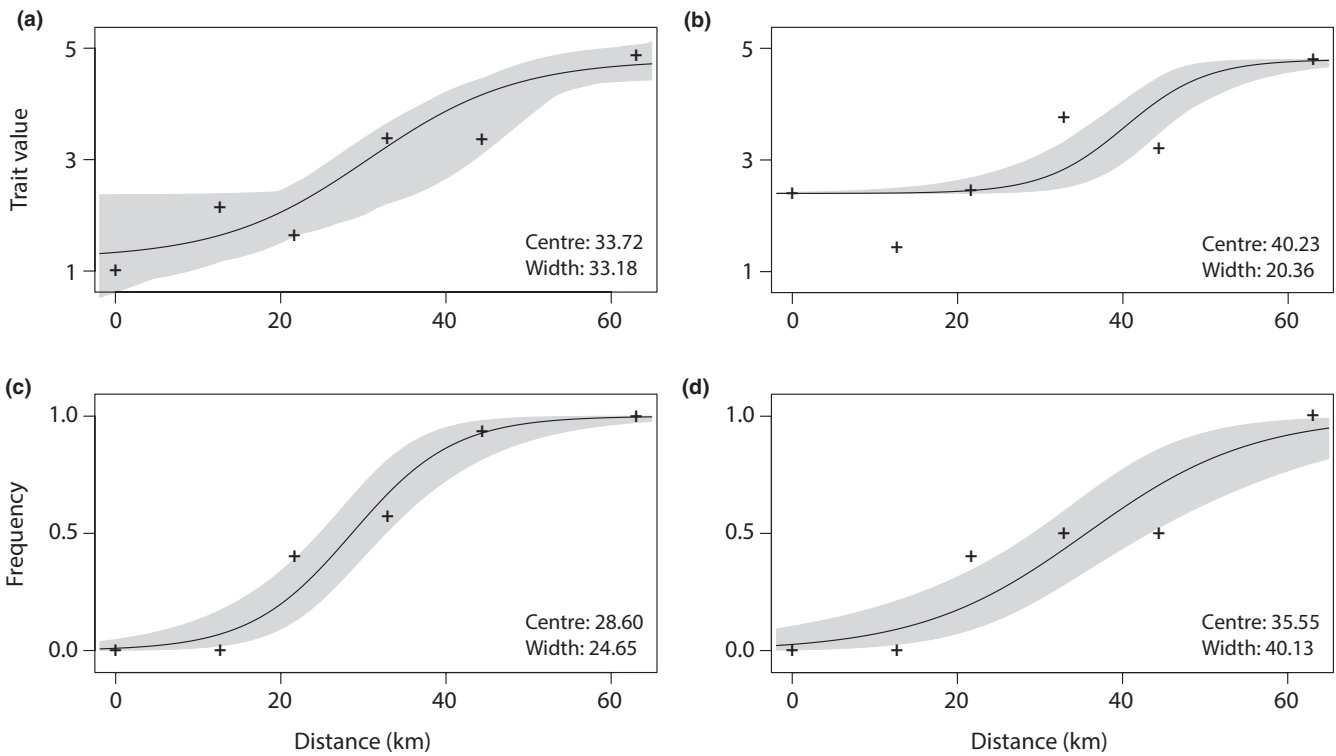 (a)
5
3
1
Trait value
Centre: 33.72
Width: 33.18
0 20 40 60
(b)
5
3
1
Centre: 40.23
Width: 20.36
0 20 40 60
(c)
1.0
0.5
0.0
Frequency
Centre: 28.60
Width: 24.65
0 20 40 60
Distance (km)
(d)
1.0
0.5
0.0
Centre: 35.55
Width: 40.13
0 20 40 60
Distance (km)